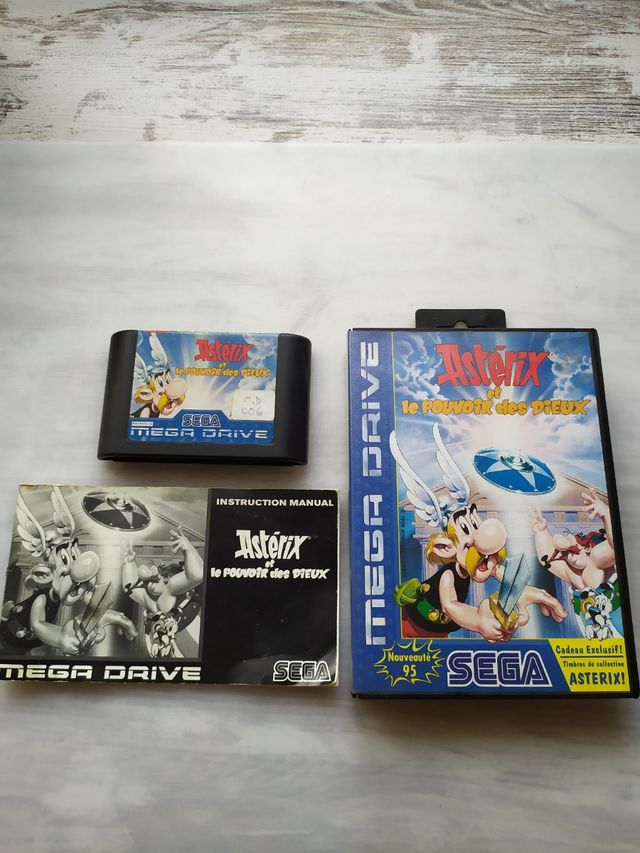 Astérix
et
le POUVOIR des DIEUX
M.D
006
SEGA
MEGA DRIVE
INSTRUCTION MANUAL
Astérix
et
le POUVOIR des DIEUX
MEGA DRIVE
SEGA
MEGA DRIVE
Astérix
et
le POUVOIR des DIEUX
Nouveauté
95
SEGA
Cadeau Exclusif!
Timbres de collection
ASTERIX!